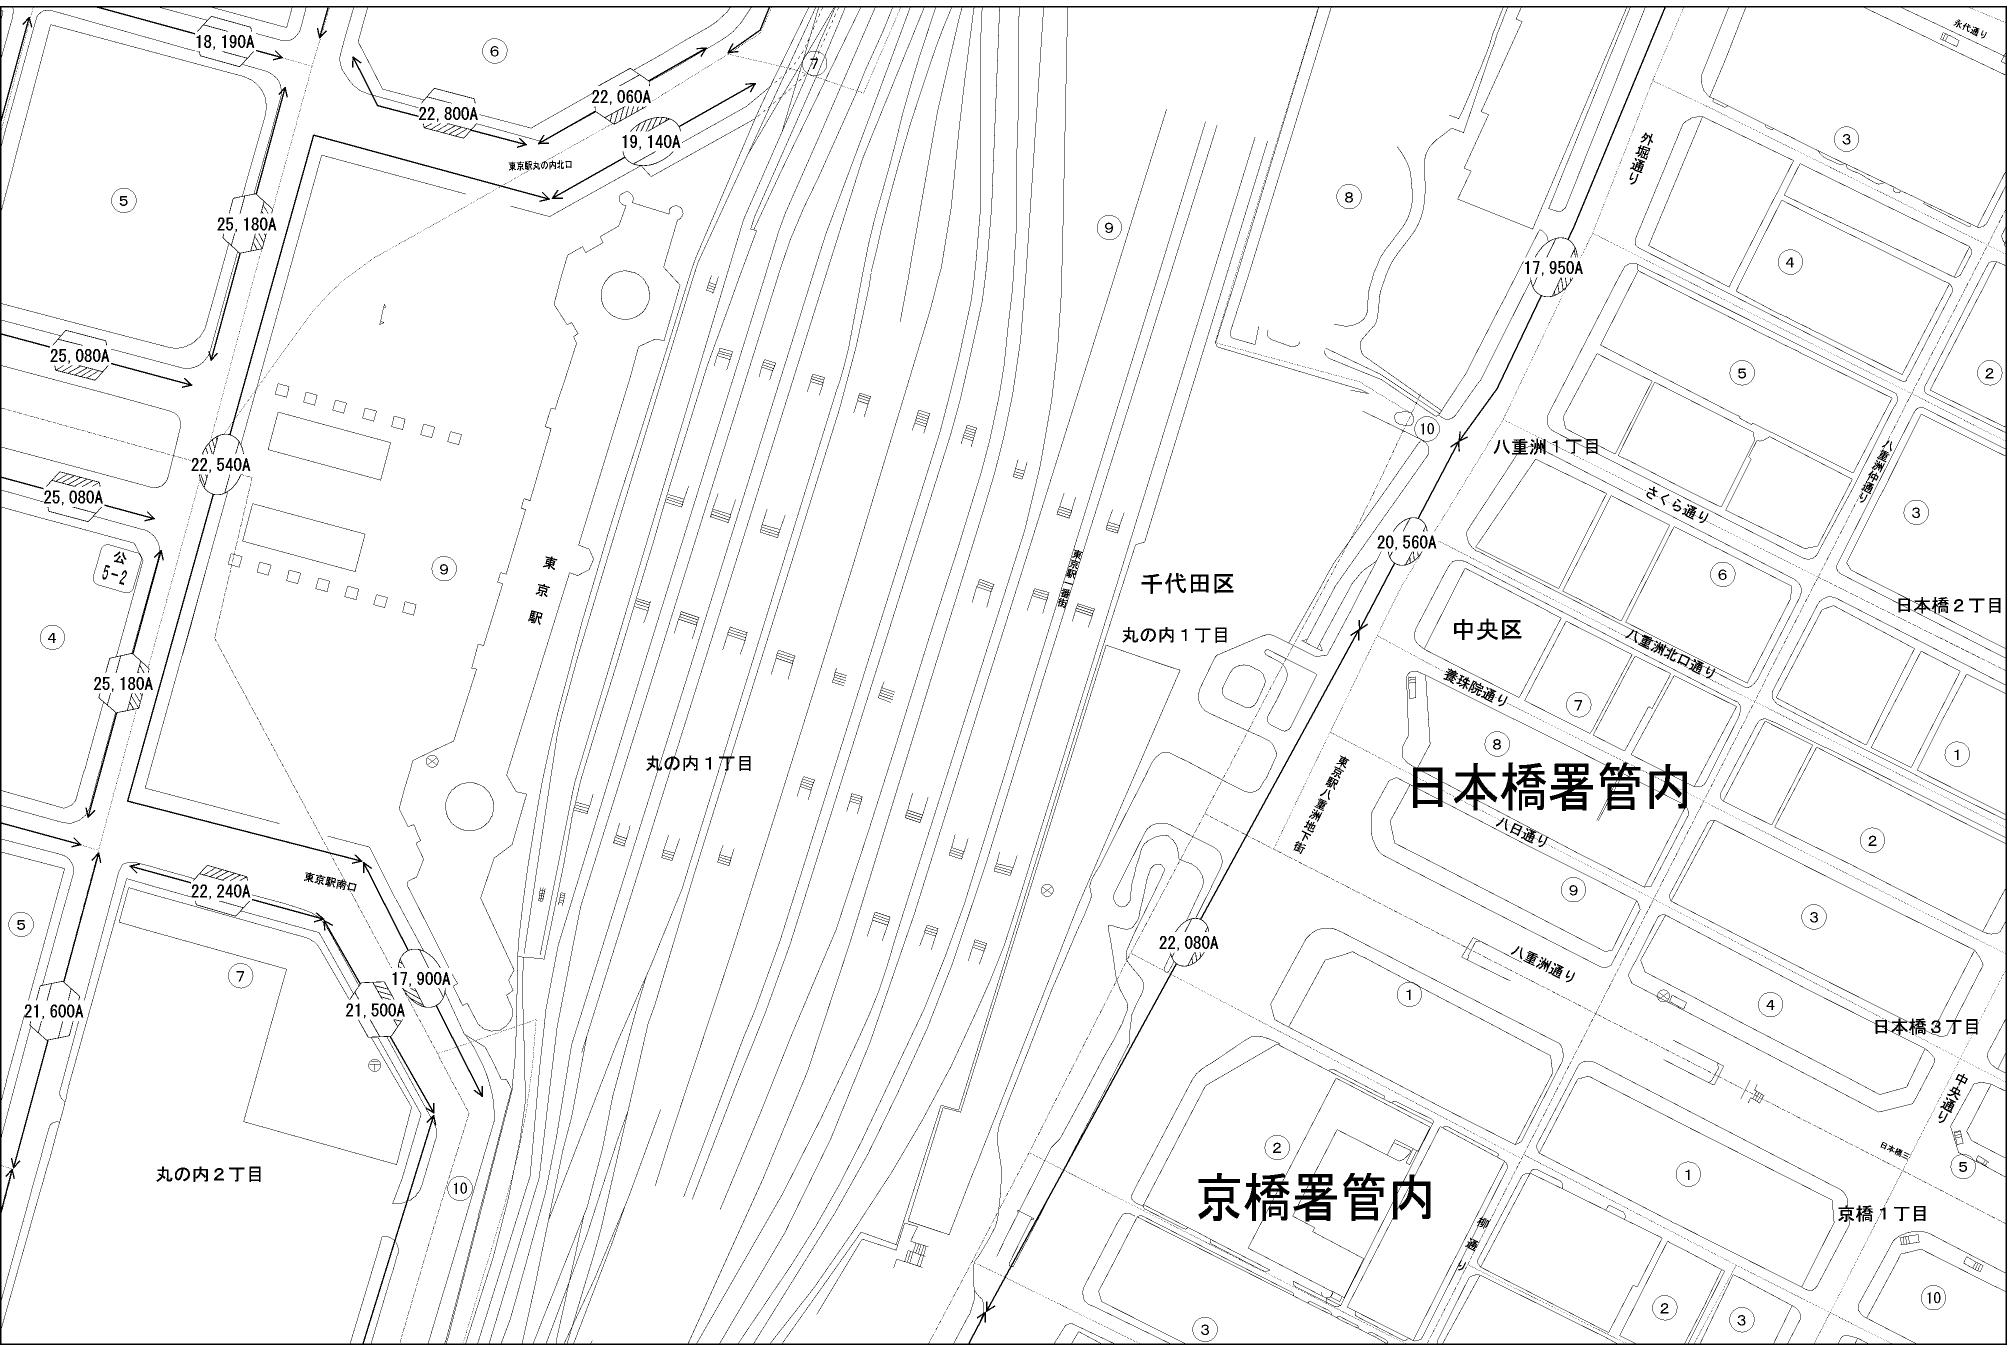 18,190A
⑥
⑦
永代通り
22,800A
22,060A
19,140A
東京駅丸の内北口
③
外堀通り
⑤
25,180A
⑧
⑨
17,950A
④
25,080A
⑤
②
22,540A
⑩
八重洲1丁目
八重洲仲通り
25,080A
さくら通り
③
20,560A
公
5-2
⑨
東京駅
東京駅一番街
千代田区
丸の内1丁目
中央区
⑥
日本橋2丁目
④
八重洲北口通り
25,180A
養珠院通り
⑦
丸の内1丁目
⑧
①
日本橋署管内
東京駅八重洲地下街
八日通り
②
22,240A
東京駅南口
⑨
③
⑤
22,080A
八重洲通り
⑦
17,900A
21,500A
21,600A
①
④
日本橋3丁目
〒
中央通り
②
日本橋三
⑤
丸の内2丁目
⑩
京橋署管内
①
京橋1丁目
柳通り
②
③
⑩
③